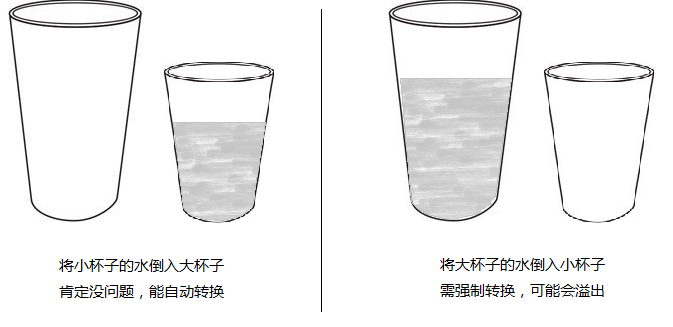 将小杯子的水倒入大杯子
肯定没问题，能自动转换
将大杯子的水倒入小杯子
需强制转换，可能会溢出